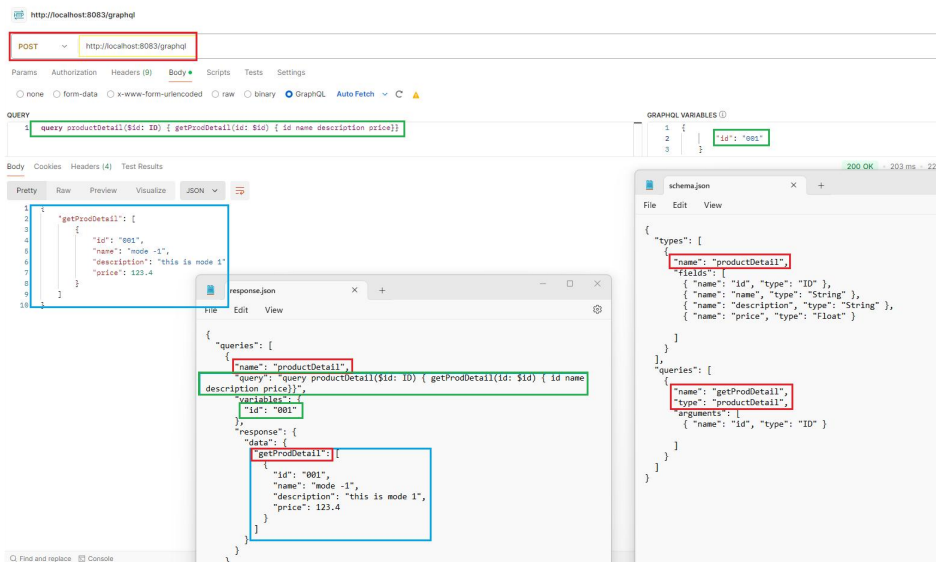 http://localhost:8083/graphql
POST http://localhost:8083/graphql
Params Authorization Headers (9) Body Scripts Tests Settings
none form-data x-www-form-urlencoded raw binary GraphQL Auto Fetch
QUERY
1 query productDetail($id: ID) { getProdDetail(id: $id) { id name description price}}
GRAPHQL VARIABLES
1 {
2 "id": "001"
3 }
Body Cookies Headers (4) Test Results
200 OK 203 ms 22
Pretty Raw Preview Visualize JSON
1 {
2 "getProdDetail": [
3 {
4 "id": "001",
5 "name": "mode -1",
6 "description": "this is mode 1"
7 "price": 123.4
8 }
9 ]
10 }
response.json
File Edit View
{
"queries": [
{
"name": "productDetail",
"query": "query productDetail($id: ID) { getProdDetail(id: $id) { id name
description price}}",
"variables": {
"id": "001"
},
"response": {
"data": {
"getProdDetail": [
{
"id": "001",
"name": "mode -1",
"description": "this is mode 1",
"price": 123.4
}
]
}
}
}
schema.json
File Edit View
{
"types": [
{
"name": "productDetail",
"fields": [
{ "name": "id", "type": "ID" },
{ "name": "name", "type": "String" },
{ "name": "description", "type": "String" },
{ "name": "price", "type": "Float" }
]
}
],
"queries": [
{
"name": "getProdDetail",
"type": "productDetail",
"arguments": [
{ "name": "id", "type": "ID" }
]
}
]
}
Find and replace Console